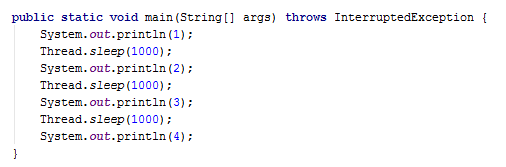 public static void main(String[] args) throws InterruptedException {
    System.out.println(1);
    Thread.sleep(1000);
    System.out.println(2);
    Thread.sleep(1000);
    System.out.println(3);
    Thread.sleep(1000);
    System.out.println(4);
}